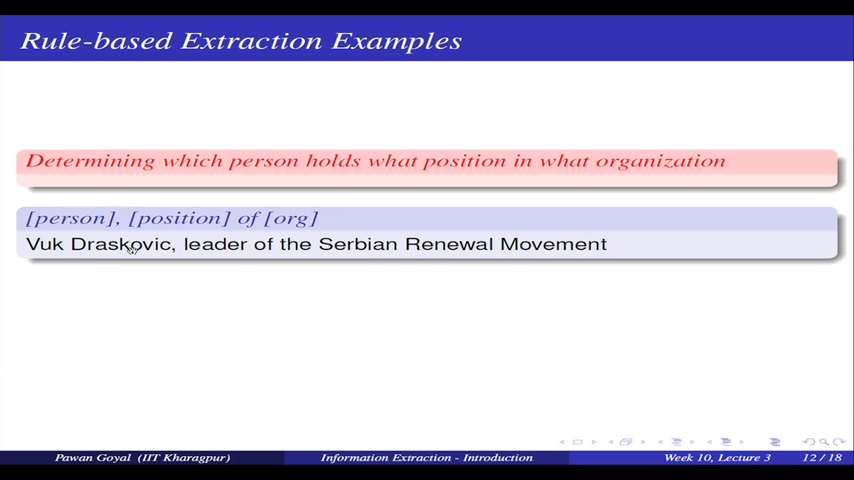 Rule-based Extraction Examples
Determining which person holds what position in what organization
[person], [position] of [org]
Vuk Draskovic, leader of the Serbian Renewal Movement
Pawan Goyal (IIT Kharagpur)
Information Extraction - Introduction
Week 10, Lecture 3
12 / 18